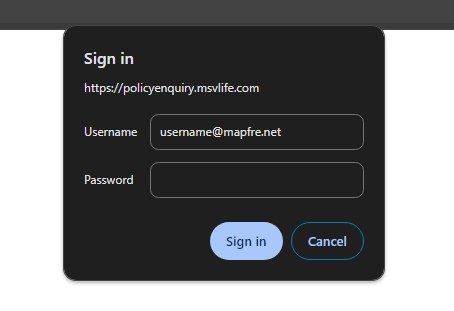 Sign in
https://policyenquiry.msvlife.com
Username username@mapfre.net
Password
Sign in Cancel